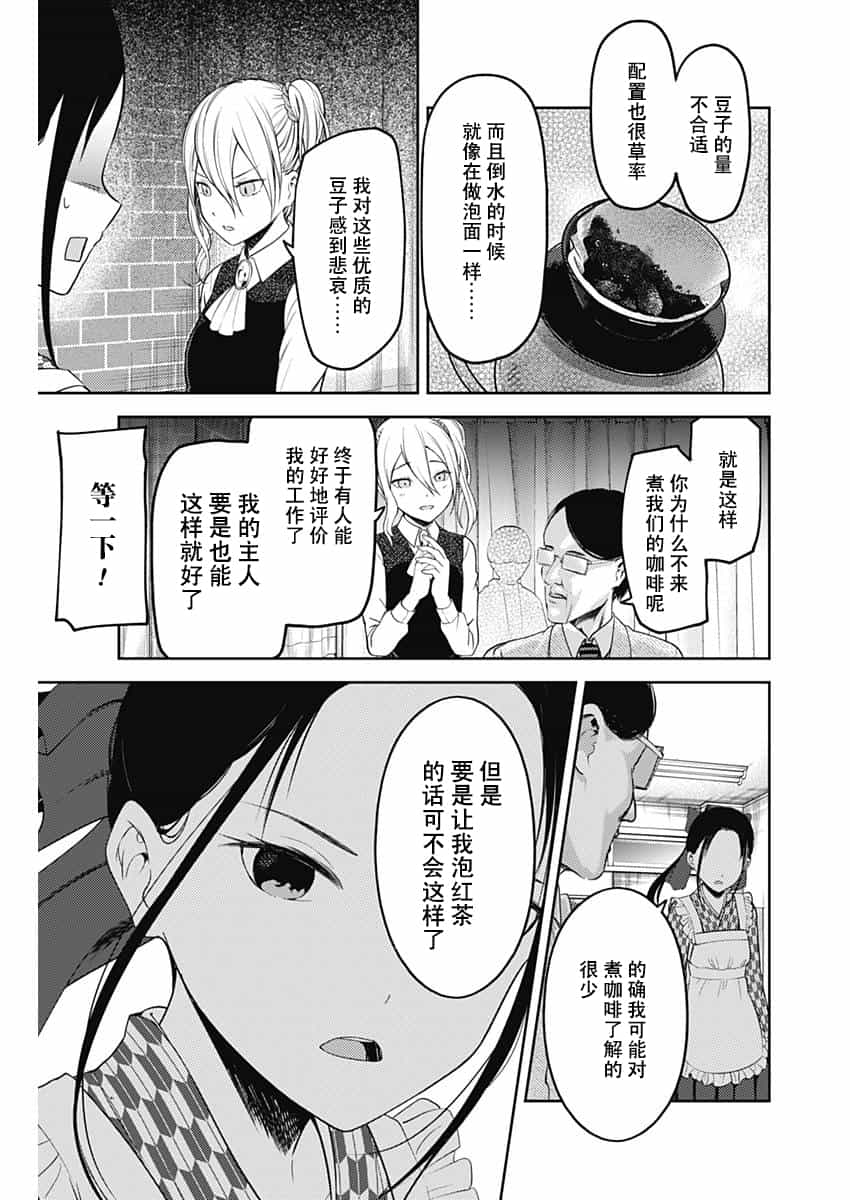 豆子的量
不合适
配置也很草率
而且倒水的时候
就像在做泡面一样
……
我对这些优质的
豆子感到悲哀
……
就是这样
你为什么不来
煮我们的咖啡呢
终于有人能
好好地评价
我的工作了
我的主人
要是也能
这样就好了
等一下！
的确我可能对
煮咖啡了解的
很少
但是
要是让我泡红茶
的话可不会这样了